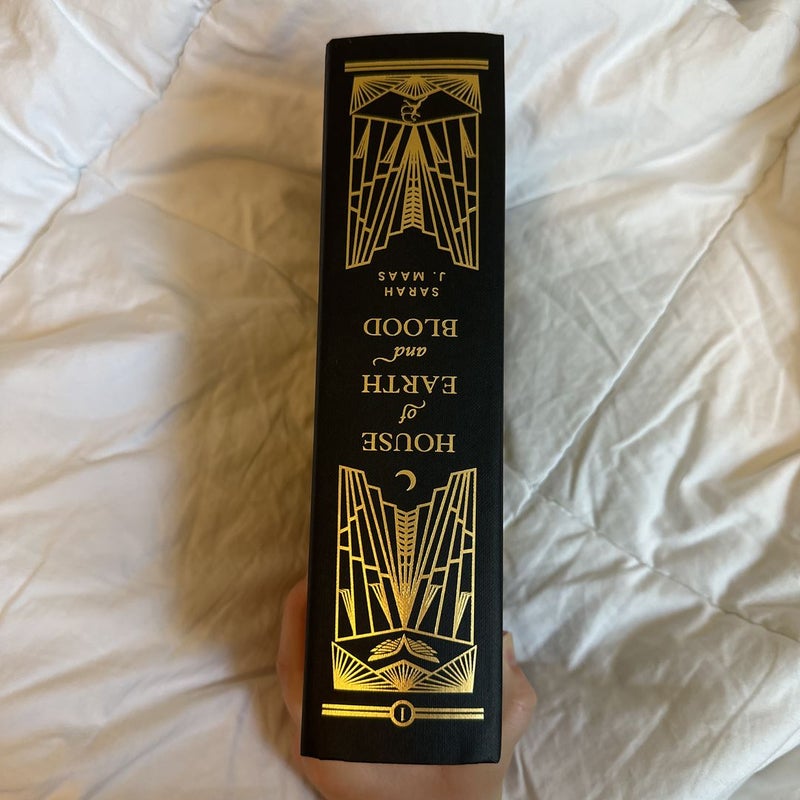 I
HOUSE
of
EARTH
and
BLOOD
SARAH
J. MAAS